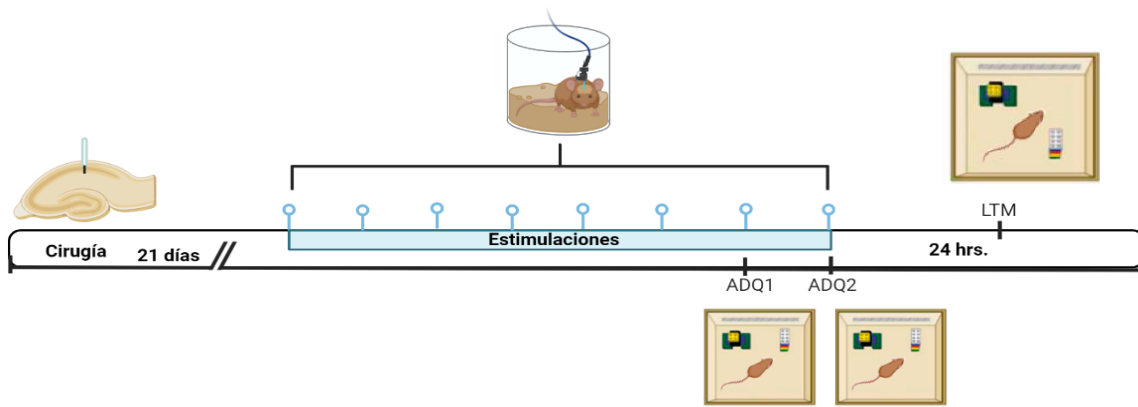 LTM
Cirugía
21 días
Estimulaciones
24 hrs.
ADQ1
ADQ2